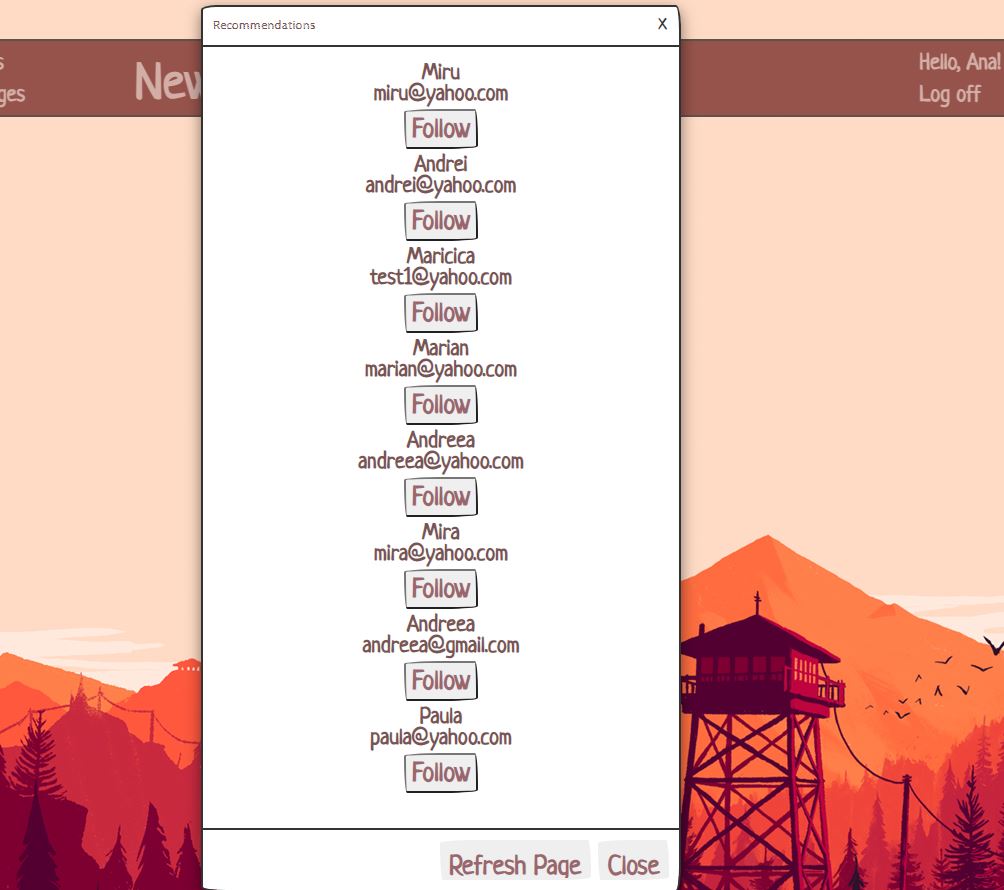 Recommendations
X
Hello, Ana!
Log off
Miru
miru@yahoo.com
Follow
Andrei
andrei@yahoo.com
Follow
Maricica
test1@yahoo.com
Follow
Marian
marian@yahoo.com
Follow
Andreea
andreea@yahoo.com
Follow
Mira
mira@yahoo.com
Follow
Andreea
andreea@gmail.com
Follow
Paula
paula@yahoo.com
Follow
Refresh Page
Close